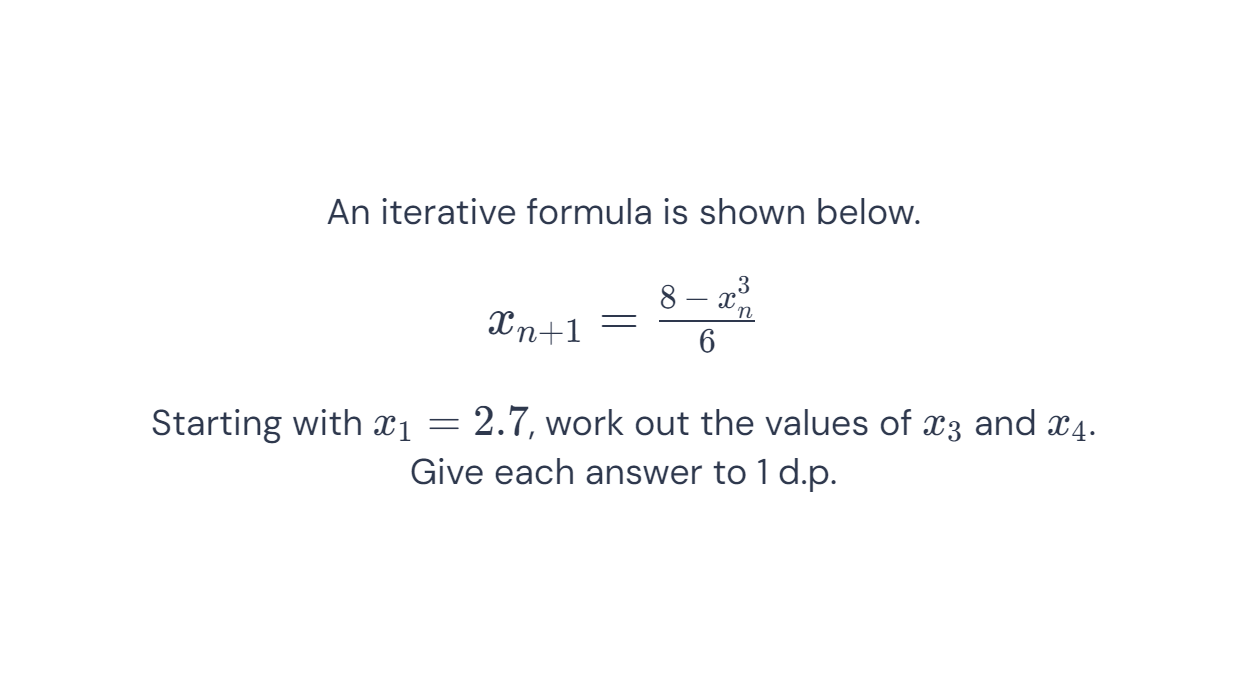 An iterative formula is shown below.
$x_{n+1} = \frac{8 - x_n^3}{6}$
Starting with $x_1 = 2.7$, work out the values of $x_3$ and $x_4$.
Give each answer to 1 d.p.